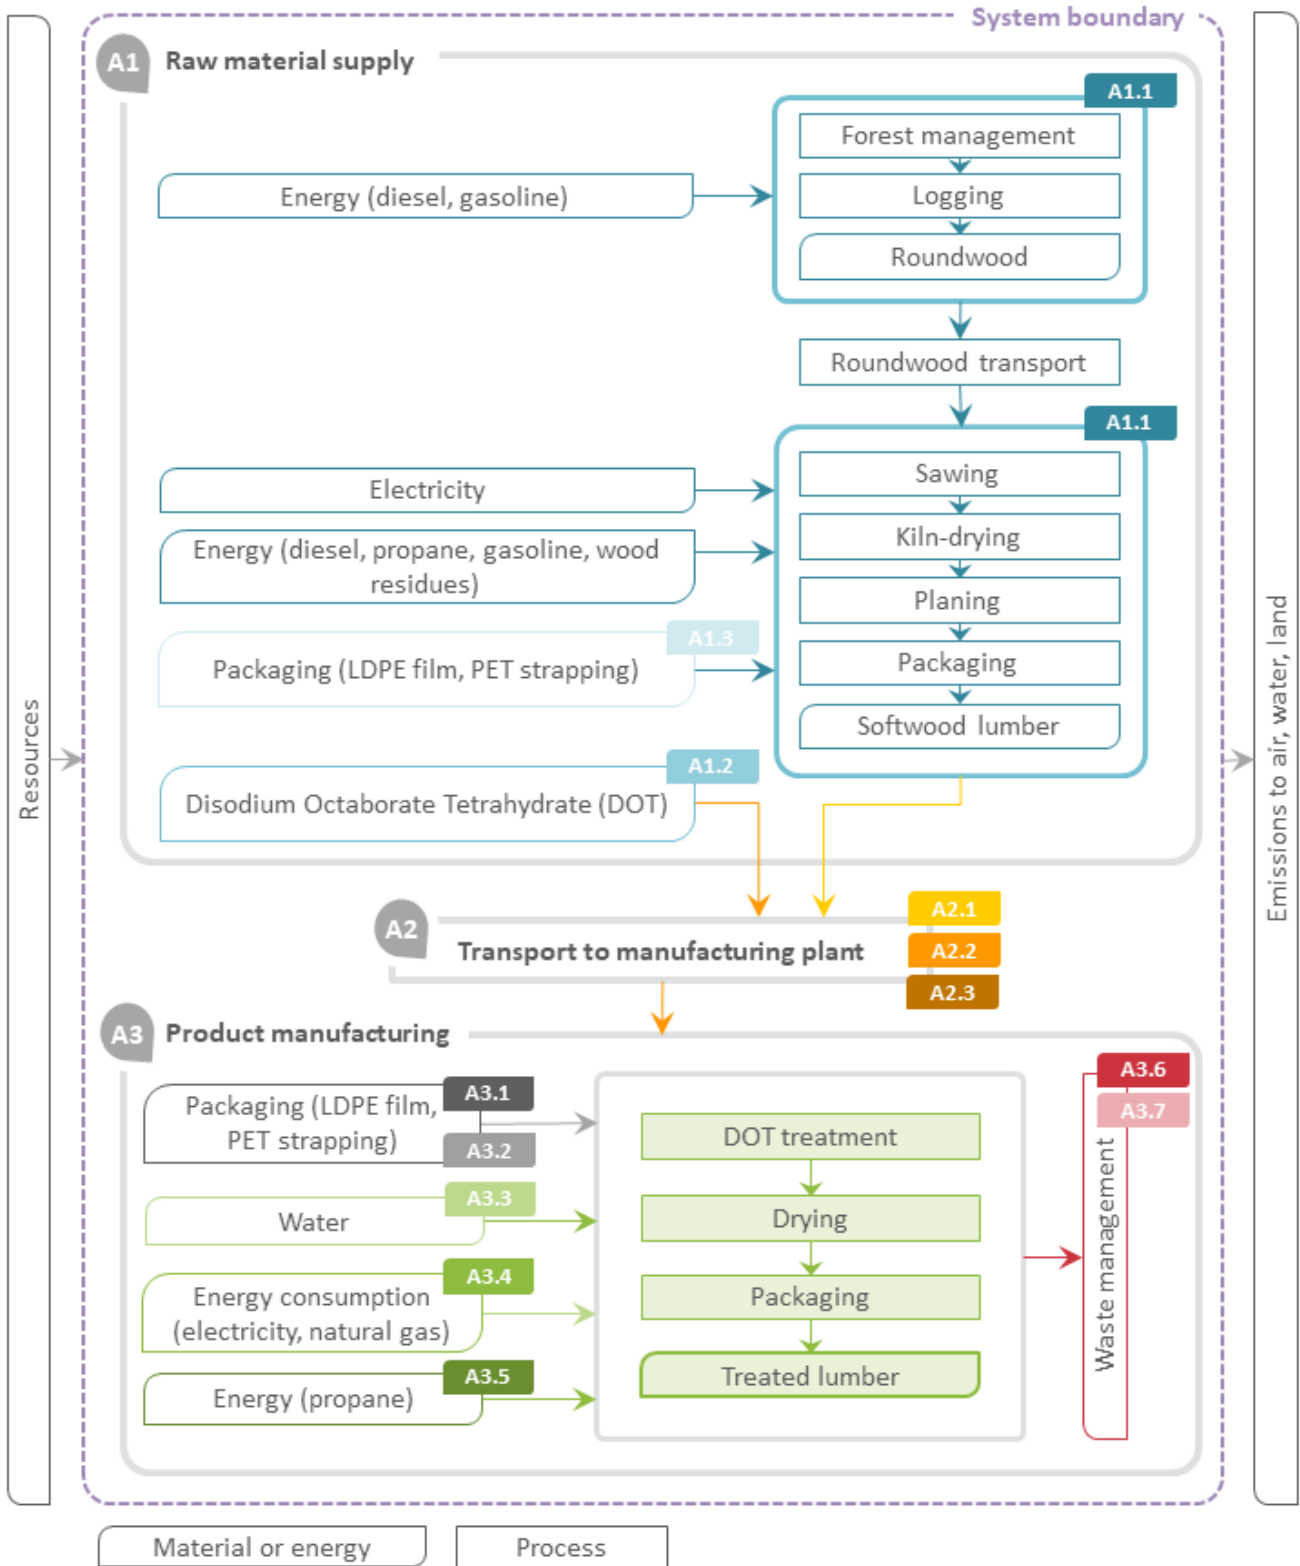 System boundary
A1 Raw material supply
A1.1
Forest management
Energy (diesel, gasoline)
Logging
Roundwood
Roundwood transport
A1.1
Sawing
Electricity
Kiln-drying
Energy (diesel, propane, gasoline, wood
residues)
Planing
A1.3
Packaging (LDPE film, PET strapping)
Packaging
Softwood lumber
A1.2
Disodium Octaborate Tetrahydrate (DOT)
Resources
Emissions to air, water, land
A2 Transport to manufacturing plant
A2.1
A2.2
A2.3
A3 Product manufacturing
A3.1
Packaging (LDPE film,
PET strapping)
A3.2
DOT treatment
A3.3
Water
Drying
A3.4
Energy consumption
(electricity, natural gas)
Packaging
A3.5
Energy (propane)
Treated lumber
A3.6
A3.7
Waste management
Material or energy
Process